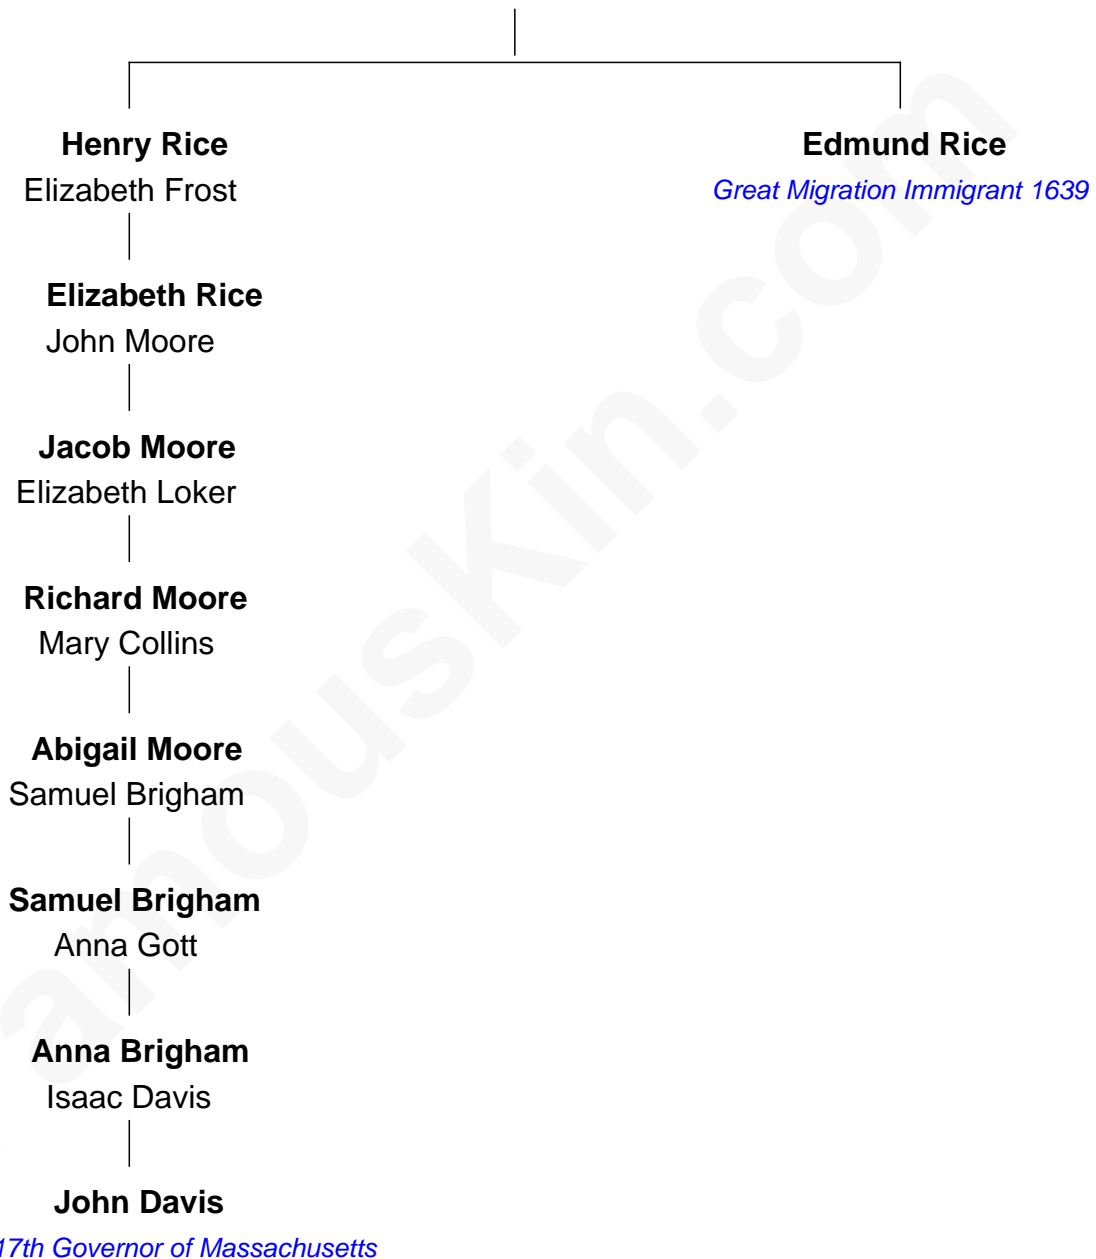 Henry Rice
Elizabeth Frost
Edmund Rice
Great Migration Immigrant 1639
Elizabeth Rice
John Moore
Jacob Moore
Elizabeth Loker
Richard Moore
Mary Collins
Abigail Moore
Samuel Brigham
Samuel Brigham
Anna Gott
Anna Brigham
Isaac Davis
John Davis
17th Governor of Massachusetts
amouskin.com